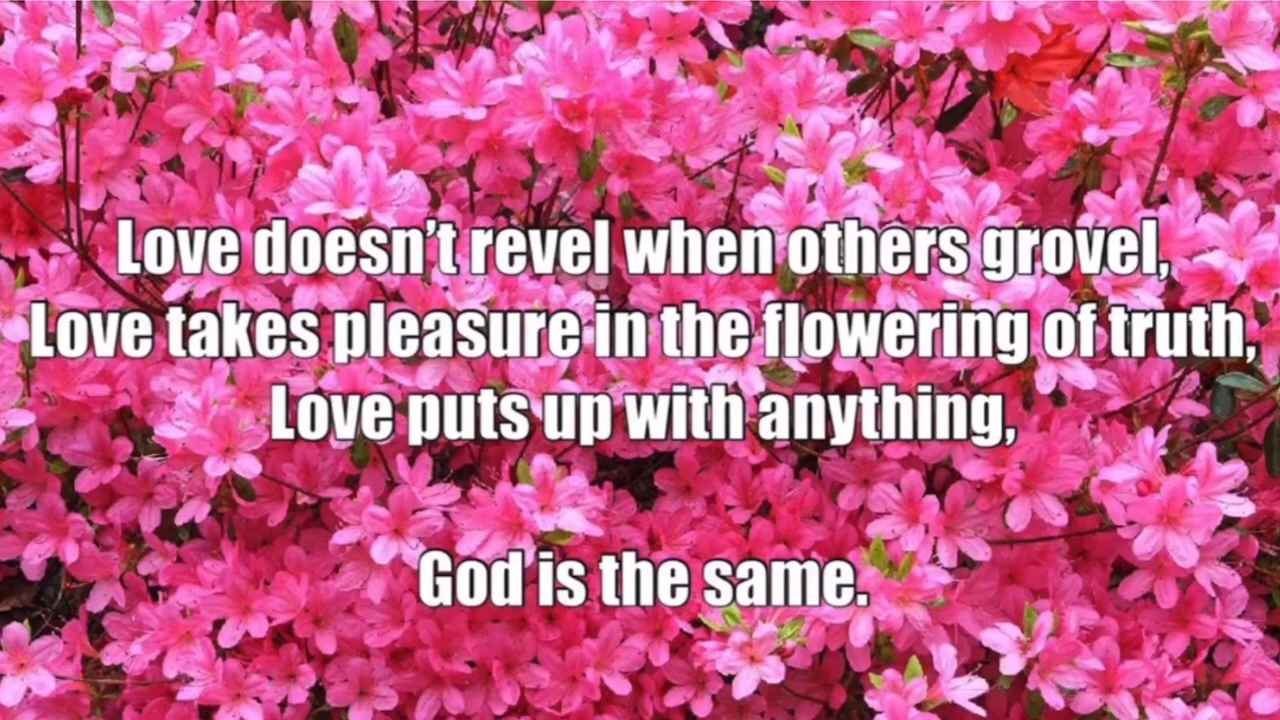 Love doesn’t revel when others grovel,
Love takes pleasure in the flowering of truth,
Love puts up with anything,
God is the same.